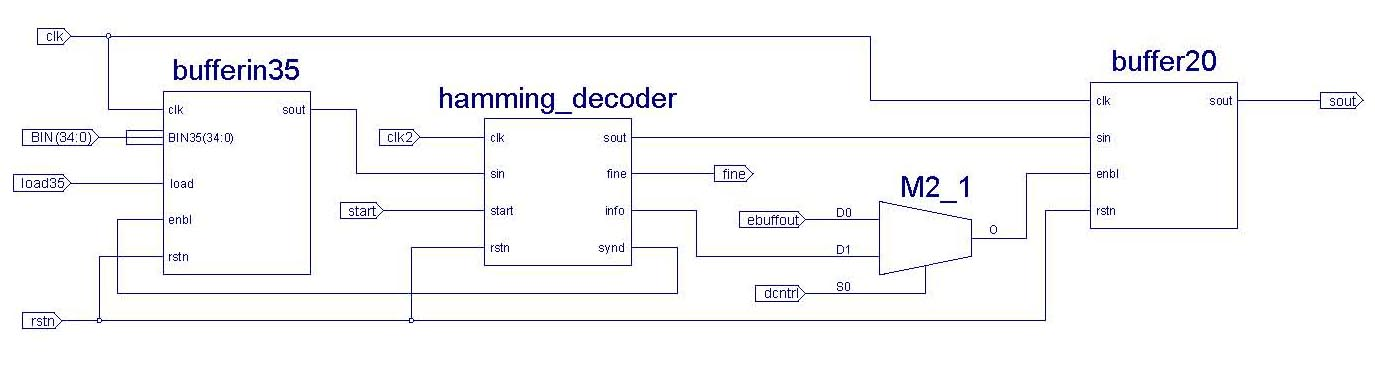 clk
bufferin35
clk
sout
BIN(34:0)
BIN35(34:0)
load35
load
enbl
rstn
rstn
hamming_decoder
clk2
clk
sout
sin
fine
fine
start
start
info
rstn
synd
M2_1
ebuffout
D0
D1
O
dcntrl
S0
buffer20
clk
sout
sout
sin
enbl
rstn